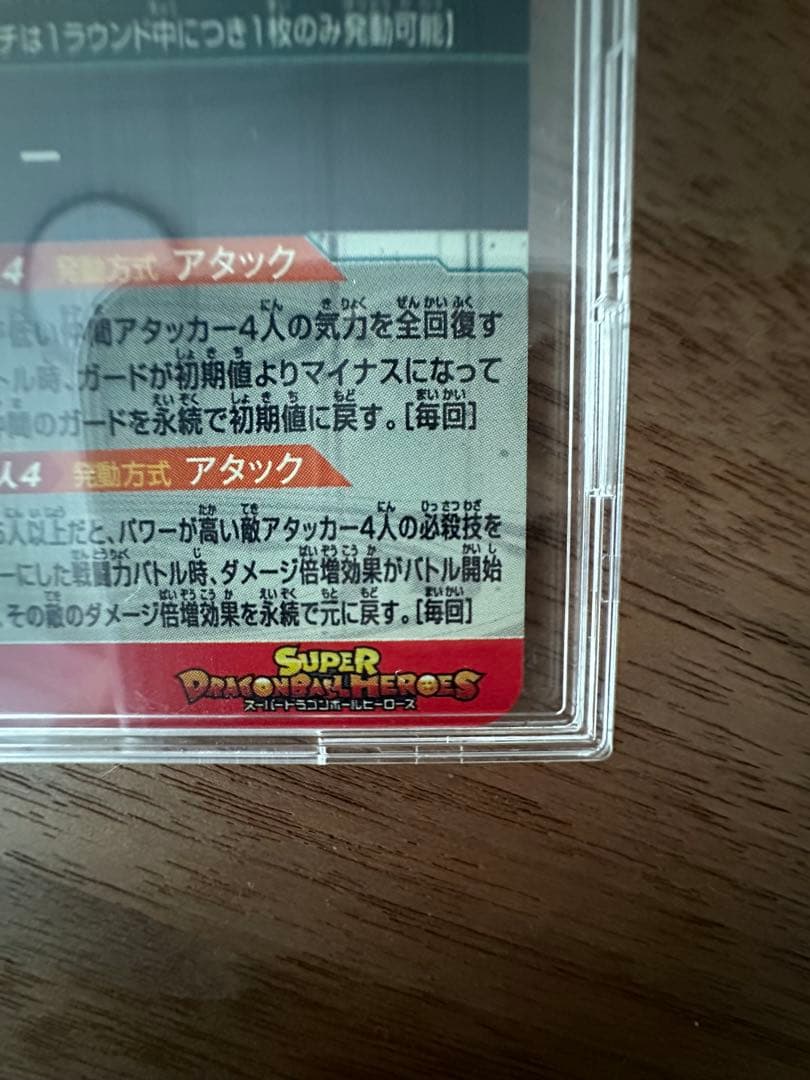 チは1ラウンド中につき1枚のみ発動可能】
ー
4 発動方式 アタック
仲間アタッカー4人の気力を全回復す
トル時、ガードが初期値よりマイナスになって
間のガードを永続で初期値に戻す。[毎回]
人4 発動方式 アタック
人以上だと、パワーが高い敵アタッカー4人の必殺技を
ーにした戦闘力バトル時、ダメージ倍増効果がバトル開始
、その敵のダメージ倍増効果を永続で元に戻す。[毎回]
SUPER
DRAGONBALL HEROES
スーパードラゴンボールヒーローズ